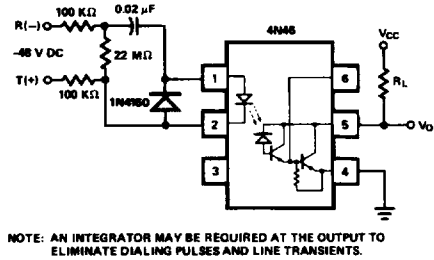 100 KΩ
0.02 µF
R(–)
–48 V DC
22 MΩ
T(+)
100 KΩ
1N4150
4N46
1
2
3
6
5
4
VCC
RL
VO
NOTE: AN INTEGRATOR MAY BE REQUIRED AT THE OUTPUT TO
ELIMINATE DIALING PULSES AND LINE TRANSIENTS.